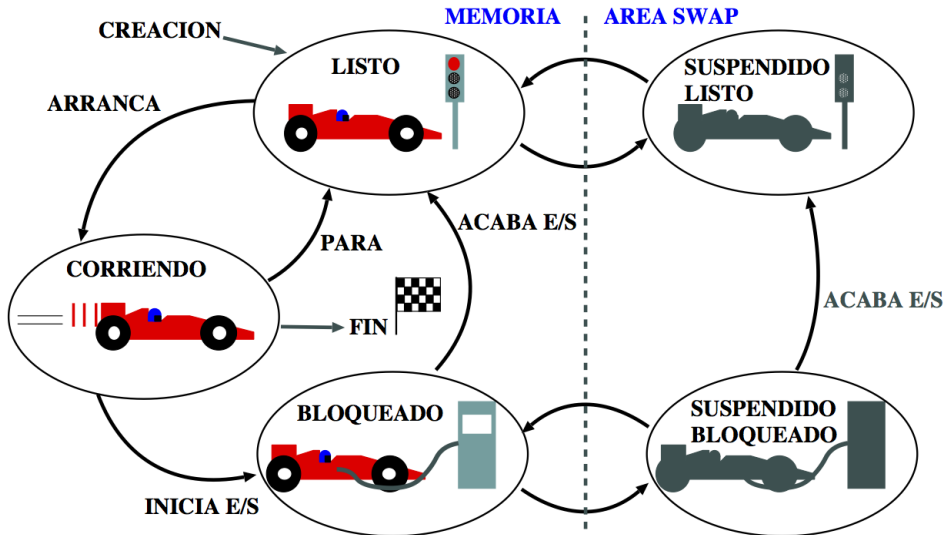 MEMORIA
AREA SWAP
CREACION
LISTO
SUSPENDIDO
LISTO
ARRANCA
ACABA E/S
PARA
CORRIENDO
ACABA E/S
FIN
BLOQUEADO
SUSPENDIDO
BLOQUEADO
INICIA E/S